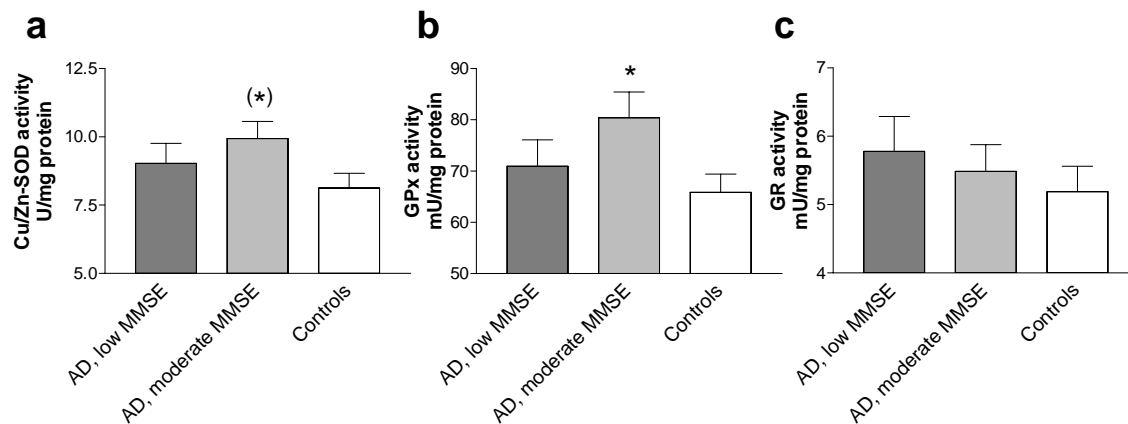 a
Cu/Zn-SOD activity
U/mg protein
12.5
10.0
7.5
5.0
(*)
AD, low MMSE
AD, moderate MMSE
Controls
b
GPx activity
mU/mg protein
90
80
70
60
50
*
AD, low MMSE
AD, moderate MMSE
Controls
c
GR activity
mU/mg protein
7
6
5
4
AD, low MMSE
AD, moderate MMSE
Controls